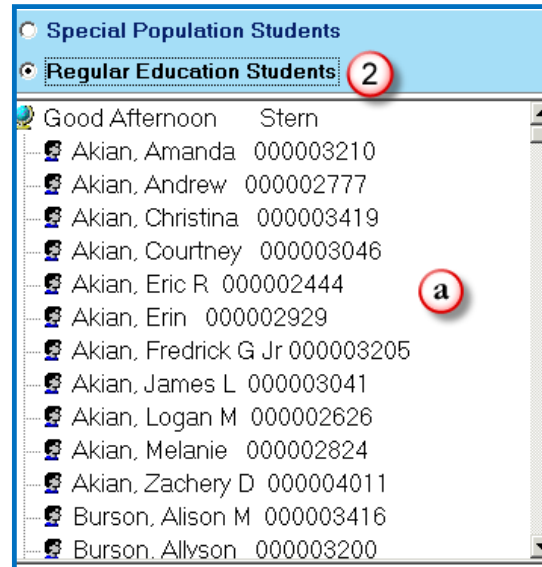 Special Population Students
Regular Education Students 2
Good Afternoon Stern
Akian, Amanda 000003210
Akian, Andrew 000002777
Akian, Christina 000003419
Akian, Courtney 000003046
Akian, Eric R 000002444
a
Akian, Erin 000002929
Akian, Fredrick G Jr 000003205
Akian, James L 000003041
Akian, Logan M 000002626
Akian, Melanie 000002824
Akian, Zachery D 000004011
Burson, Alison M 000003416
Burson, Allyson 000003200